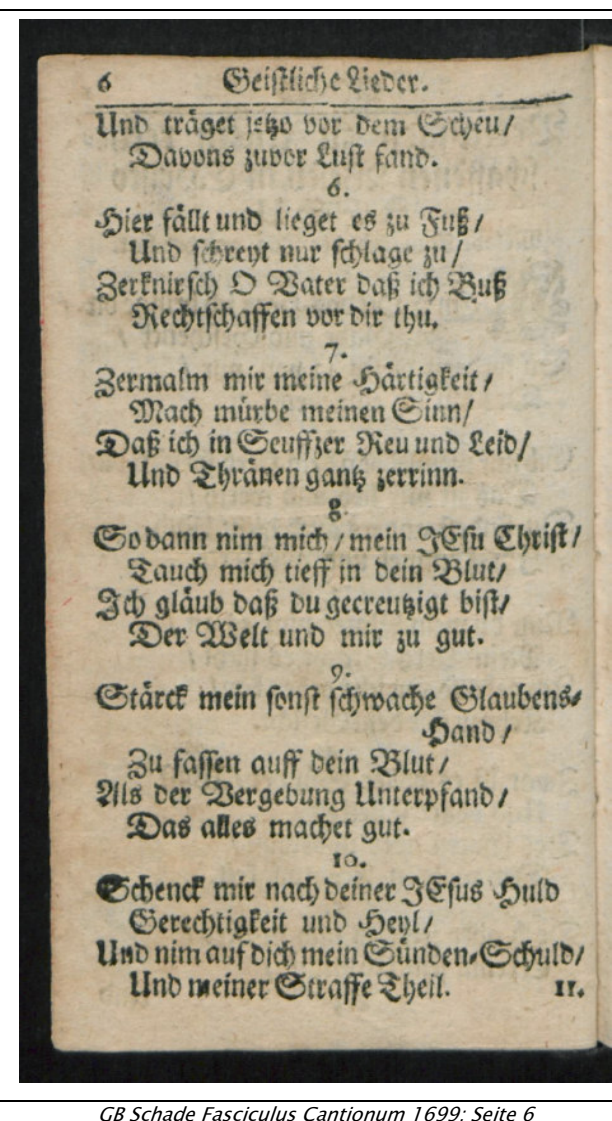 6 Geistliche Lieder.
Und träget jetzo vor dem Scheu/
Davons zuvor Lust fand.
6.
Hier fällt und lieget es zu Fuß/
Und schreyt nur schlage zu/
Zerknirsch O Vater daß ich Buß
Rechtschaffen vor dir thu.
7.
Zermalm mir meine Härtigkeit/
Mach mürbe meinen Sinn/
Daß ich in Seuffzer Reu und Leid/
Und Thränen gantz zerrinn.
8.
So dann nim mich/mein JEsu Christ/
Tauch mich tieff in dein Blut/
Ich gläub daß du gecreutzigt bist/
Der Welt und mir zu gut.
9.
Stärck mein sonst schwache Glaubens-
Hand/
Zu fassen auff dein Blut/
Als der Vergebung Unterpfand/
Das alles machet gut.
10.
Schenck mir nach deiner JEsus Huld
Gerechtigkeit und Heyl/
Und nim auf dich mein Sünden-Schuld/
Und meiner Straffe Theil. 11.
GB Schade Fasciculus Cantionum 1699: Seite 6